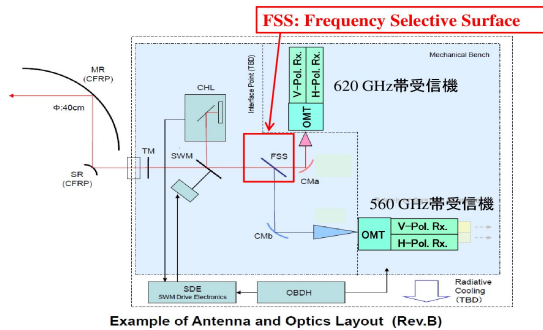 FSS: Frequency Selective Surface
Mechanical Bench
MR
(CFRP)
Φ:40cm
SR
(CFRP)
TM
CHL
SWM
Interface Point (TBD)
V-Pol. Rx.
H-Pol. Rx.
OMT
620 GHz帯受信機
FSS
CMa
CMb
560 GHz帯受信機
OMT
V-Pol. Rx.
H-Pol. Rx.
SDE
SWM Drive Electronics
OBDH
Radiative
Cooling
(TBD)
Example of Antenna and Optics Layout (Rev.B)